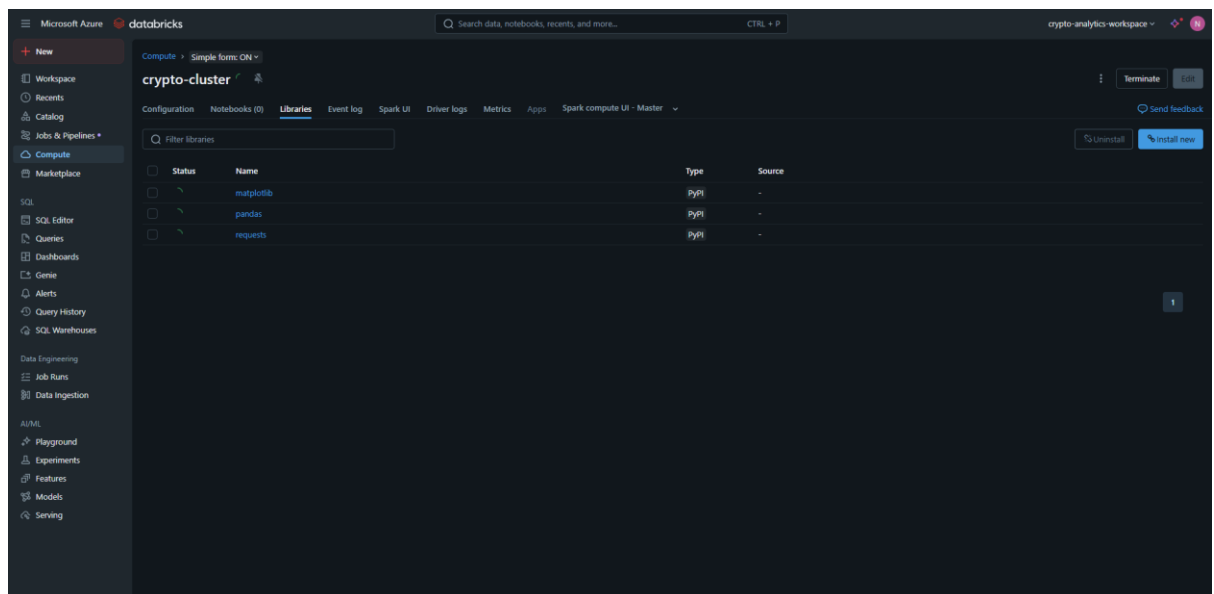 Microsoft Azure databricks Search data, notebooks, recents, and more... CTRL + P crypto-analytics-workspace N
+ New
Workspace
Recents
Catalog
Jobs & Pipelines
Compute
Marketplace
SQL
SQL Editor
Queries
Dashboards
Genie
Alerts
Query History
SQL Warehouses
Data Engineering
Job Runs
Data Ingestion
AI/ML
Playground
Experiments
Features
Models
Serving
Compute > Simple form: ON
crypto-cluster Terminate Edit
Configuration Notebooks (0) Libraries Event log Spark UI Driver logs Metrics Apps Spark compute UI - Master Send feedback
Filter libraries Uninstall Install new
Status Name Type Source
matplotlib PyPI -
pandas PyPI -
requests PyPI -
1